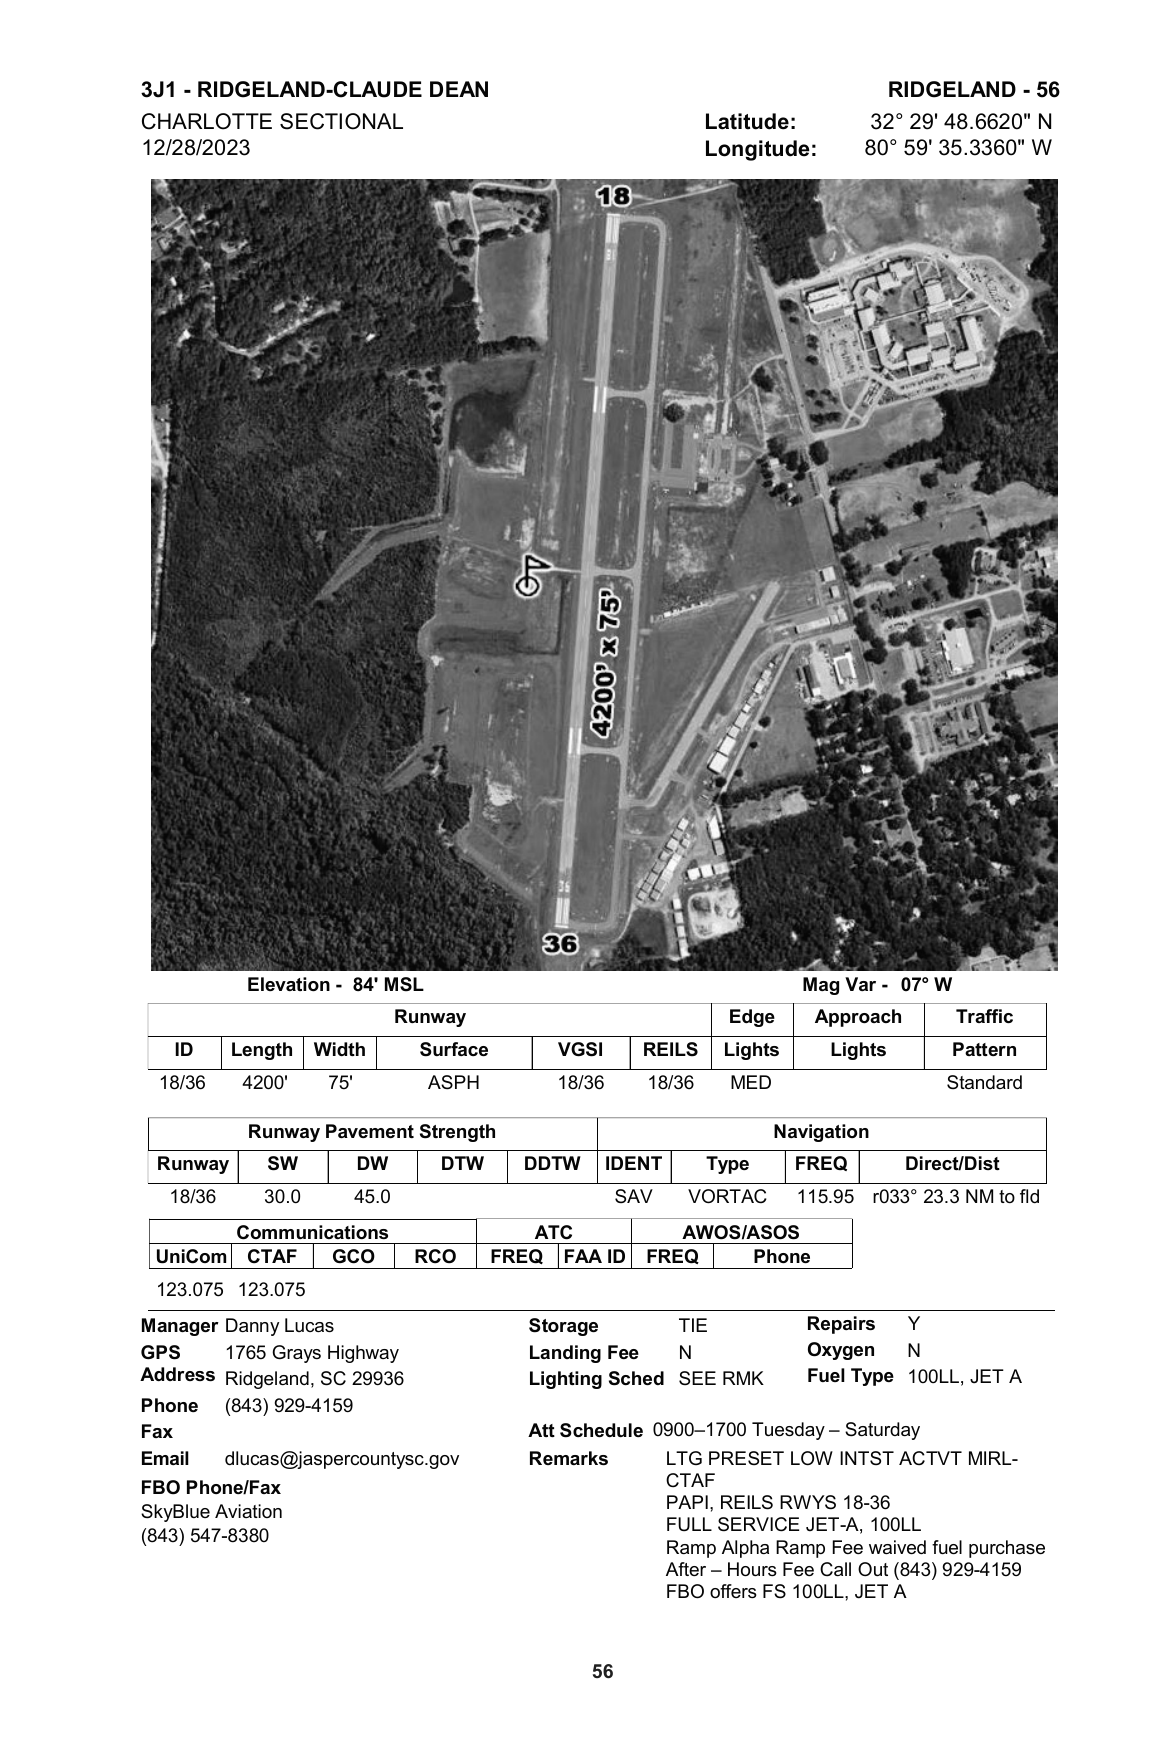 3J1 - RIDGELAND-CLAUDE DEAN RIDGELAND - 56
CHARLOTTE SECTIONAL Latitude: 32° 29' 48.6620" N
12/28/2023 Longitude: 80° 59' 35.3360" W
18
4200' x 75'
36
36
Elevation - 84' MSL Mag Var - 07° W
Runway Edge Approach Traffic
ID Length Width Surface VGSI REILS Lights Lights Pattern
18/36 4200' 75' ASPH 18/36 18/36 MED Standard
Runway Pavement Strength Navigation
Runway SW DW DTW DDTW IDENT Type FREQ Direct/Dist
18/36 30.0 45.0 SAV VORTAC 115.95 r033° 23.3 NM to fld
Communications ATC AWOS/ASOS
UniCom CTAF GCO RCO FREQ FAA ID FREQ Phone
123.075 123.075
Manager Danny Lucas Storage TIE Repairs Y
GPS 1765 Grays Highway Landing Fee N Oxygen N
Address Ridgeland, SC 29936 Lighting Sched SEE RMK Fuel Type 100LL, JET A
Phone (843) 929-4159
Fax Att Schedule 0900–1700 Tuesday – Saturday
Email dlucas@jaspercountysc.gov Remarks LTG PRESET LOW INTST ACTVT MIRL-
CTAF
FBO Phone/Fax PAPI, REILS RWYS 18-36
SkyBlue Aviation FULL SERVICE JET-A, 100LL
(843) 547-8380 Ramp Alpha Ramp Fee waived fuel purchase
After – Hours Fee Call Out (843) 929-4159
FBO offers FS 100LL, JET A
56